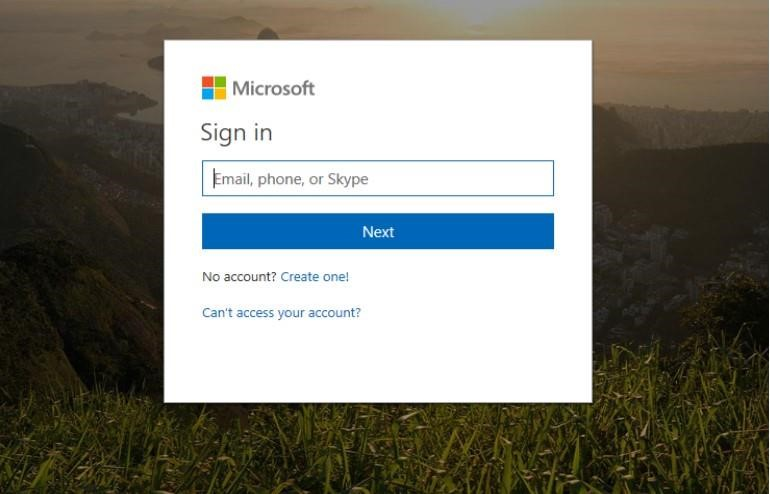 Microsoft
Sign in
Email, phone, or Skype
Next
No account? Create one!
Can't access your account?